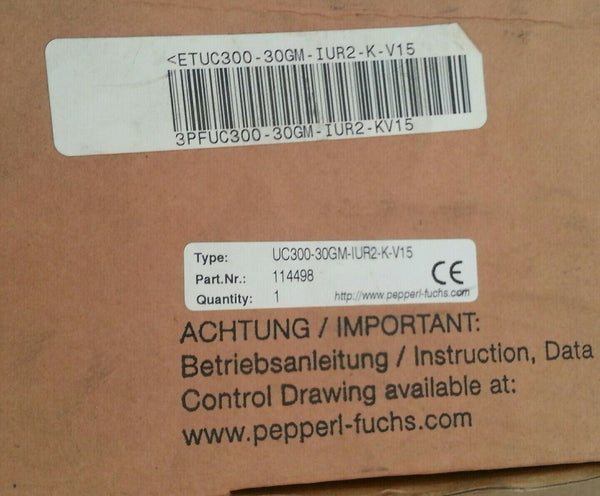 <ETUC300-30GM-IUR2-K-V15
3PFUC300-30GM-IUR2-KV15
Type: UC300-30GM-IUR2-K-V15
Part.Nr.: 114498 CE
Quantity: 1 http://www.pepperl-fuchs.com
ACHTUNG / IMPORTANT:
Betriebsanleitung / Instruction, Data
Control Drawing available at:
www.pepperl-fuchs.com